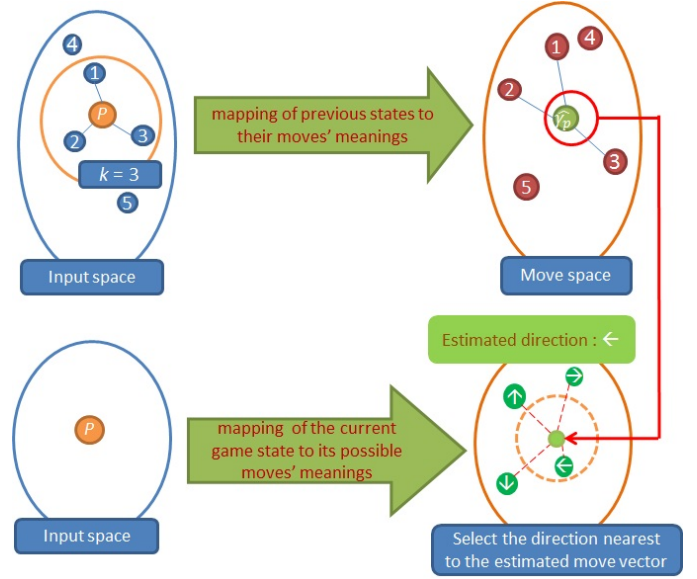 4
1
P
2
3
k = 3
5
Input space
mapping of previous states to
their moves' meanings
1
4
2
ŷp
3
5
Move space
Estimated direction : ←
P
Input space
mapping of the current
game state to its possible
moves' meanings
→
↑
↓
←
Select the direction nearest
to the estimated move vector